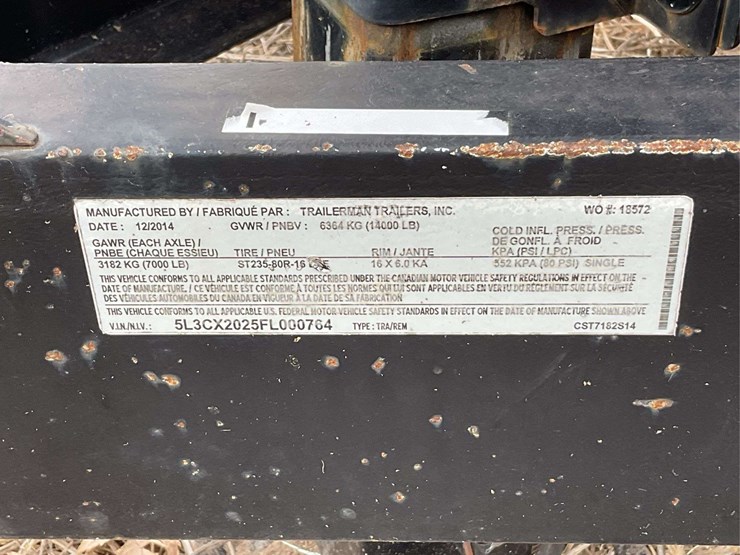 MANUFACTURED BY / FABRIQUÉ PAR : TRAILERMAN TRAILERS, INC. WO #: 18572
DATE : 12/2014 GVWR / PNBV : 6364 KG (14000 LB) COLD INFL. PRESS. / PRESS.
GAWR (EACH AXLE) / DE GONFL. À FROID
PNBE (CHAQUE ESSIEU) TIRE / PNEU RIM / JANTE KPA (PSI / LPC)
3182 KG (7000 LB) ST235-80R-16 16 X 6.0 KA 552 KPA (80 PSI) SINGLE
THIS VEHICLE CONFORMS TO ALL APPLICABLE STANDARDS PRESCRIBED UNDER THE CANADIAN MOTOR VEHICLE SAFETY REGULATIONS IN EFFECT ON THE
DATE OF MANUFACTURE. / CE VÉHICULE EST CONFORME À TOUTES LES NORMES QUI LUI SONT APPLICABLES EN VERTU DU RÈGLEMENT SUR LA SÉCURITÉ
DES VÉHICULES AUTOMOBILES DU CANADA EN VIGUEUR À LA DATE DE SA FABRICATION
THIS VEHICLE CONFORMS TO ALL APPLICABLE U.S. FEDERAL MOTOR VEHICLE SAFETY STANDARDS IN EFFECT ON THE DATE OF MANUFACTURE SHOWN ABOVE
V.I.N./N.I.V.: 5L3CX2025FL000764 TYPE : TRA/REM CST7182S14